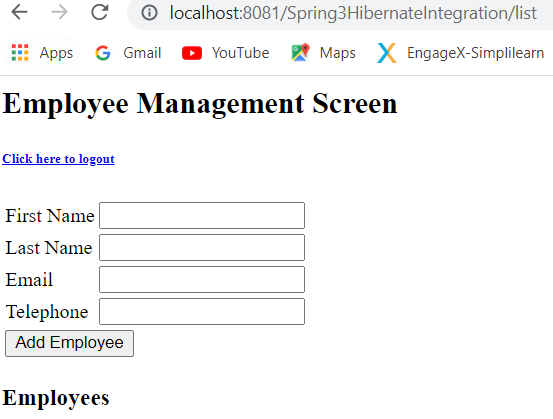 localhost:8081/Spring3HibernateIntegration/list
Apps Gmail YouTube Maps EngageX-Simplilearn
Employee Management Screen
Click here to logout
First Name
Last Name
Email
Telephone
Add Employee
Employees